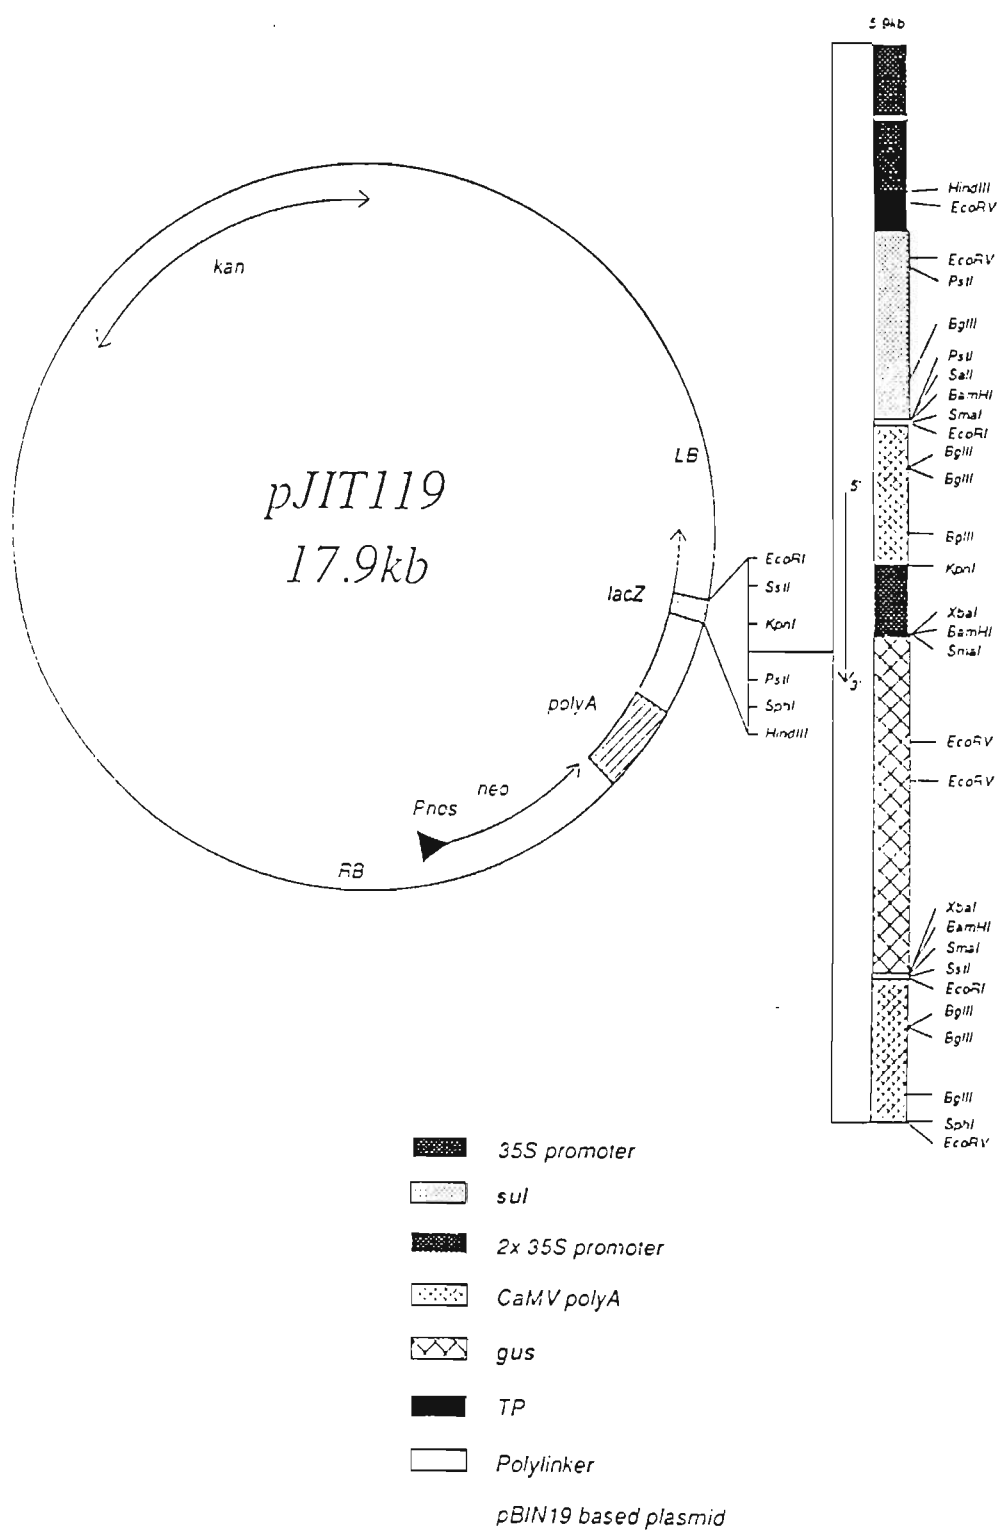 5.9kb
HindIII
EcoRV
EcoRV
PstI
BglII
PstI
SalI
BamHI
SmaI
EcoRI
BglII
BglII
BglII
KpnI
XbaI
BamHI
SmaI
EcoRV
EcoRV
XbaI
BamHI
SmaI
SstI
EcoRI
BglII
BglII
BglII
SphI
EcoRV
5'
3'
kan
LB
pJIT119
17.9kb
lacZ
polyA
neo
Pnos
RB
EcoRI
SstI
KpnI
PstI
SphI
HindIII
35S promoter
sul
2x 35S promoter
CaMV polyA
gus
TP
Polylinker
pBIN19 based plasmid